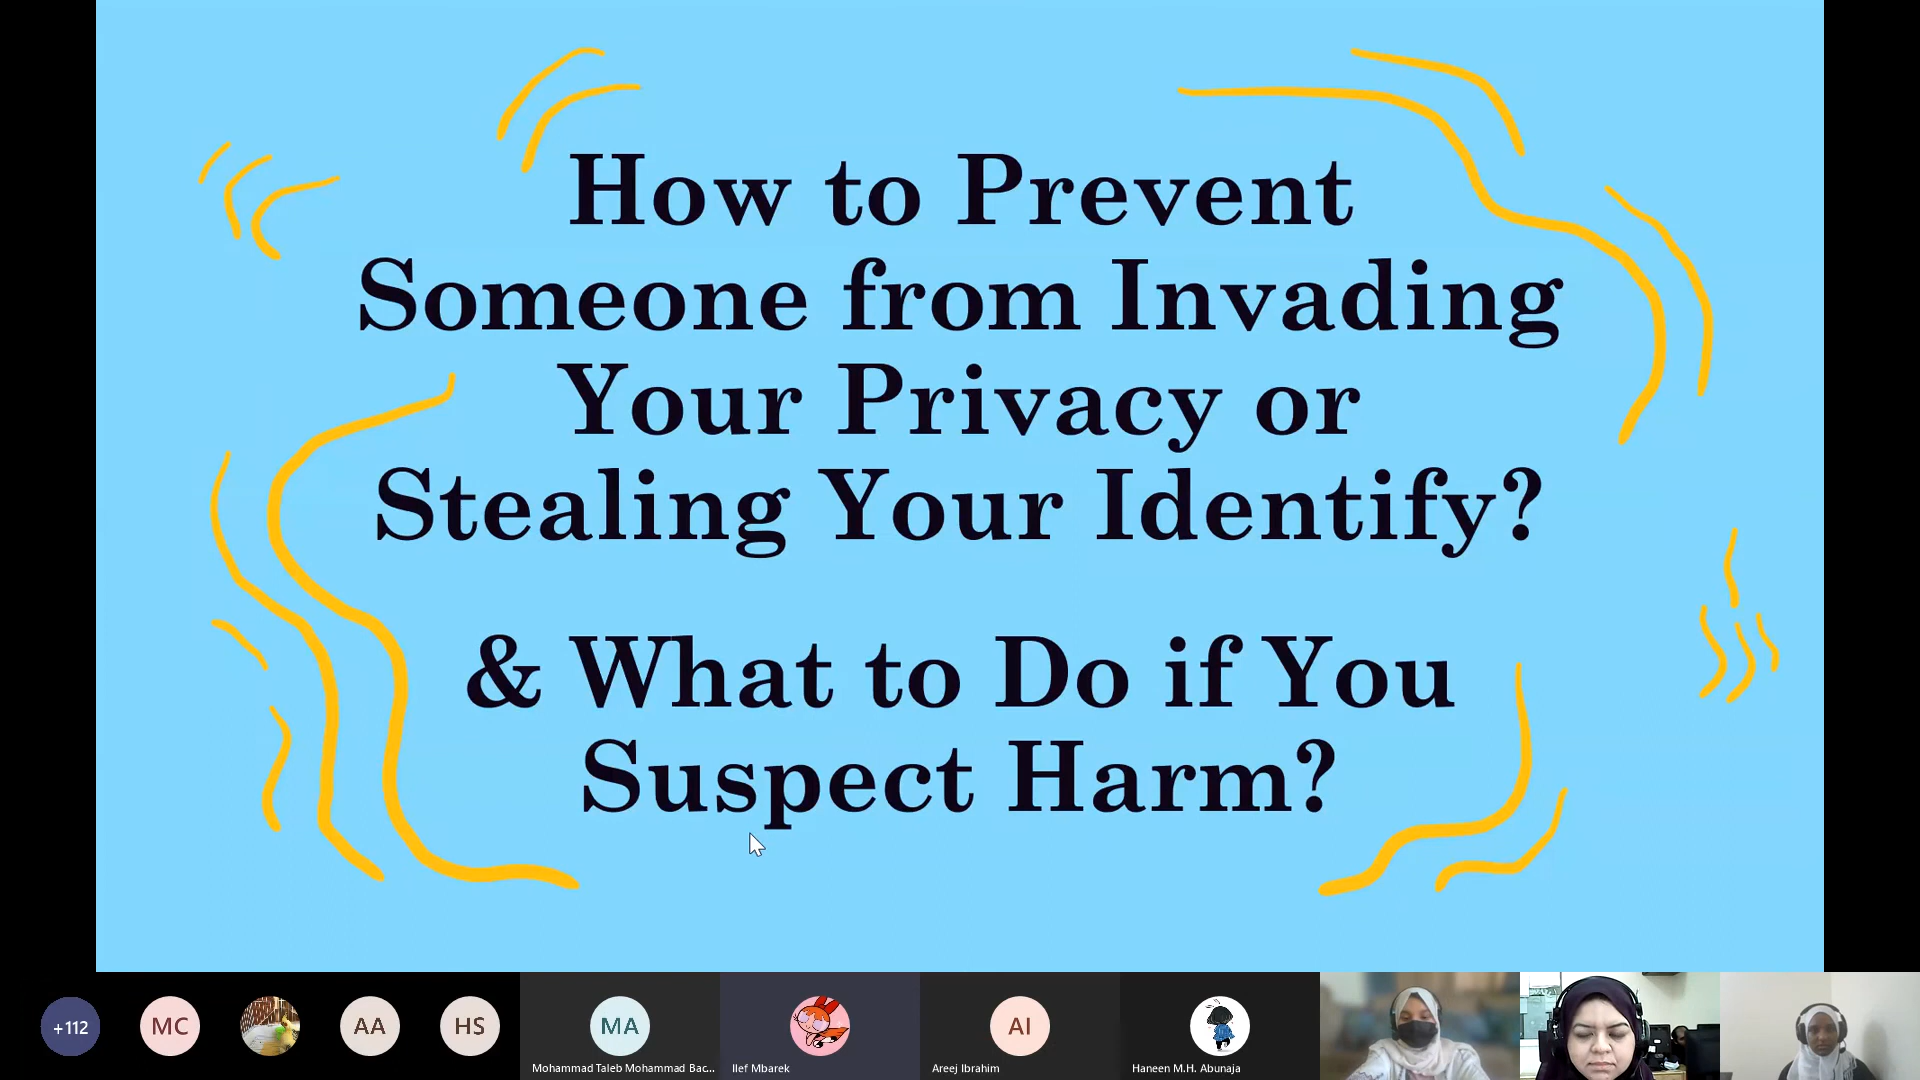 How to Prevent
Someone from Invading
Your Privacy or
Stealing Your Identify?
& What to Do if You
Suspect Harm?
+112
MC
AA
HS
MA
AI
Mohammad Taleb Mohammad Bac...
Ilef Mbarek
Areej Ibrahim
Haneen M.H. Abunaja